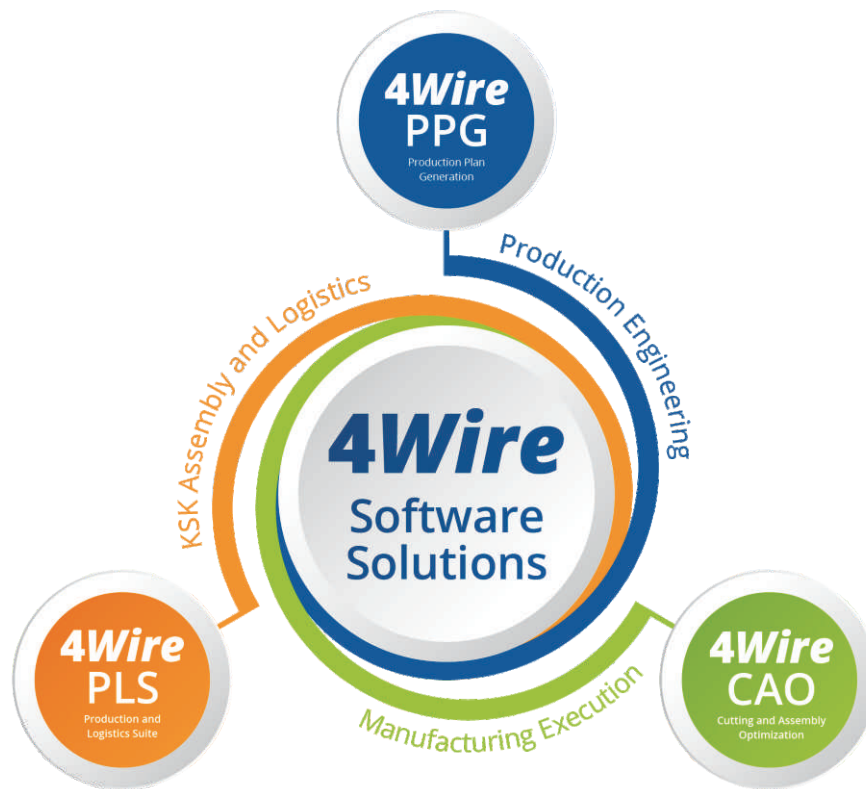 4Wire
PPG
Production Plan
Generation
Production Engineering
KSK Assembly and Logistics
4Wire
Software
Solutions
4Wire
PLS
Production and
Logistics Suite
4Wire
CAO
Cutting and Assembly
Optimization
Manufacturing Execution